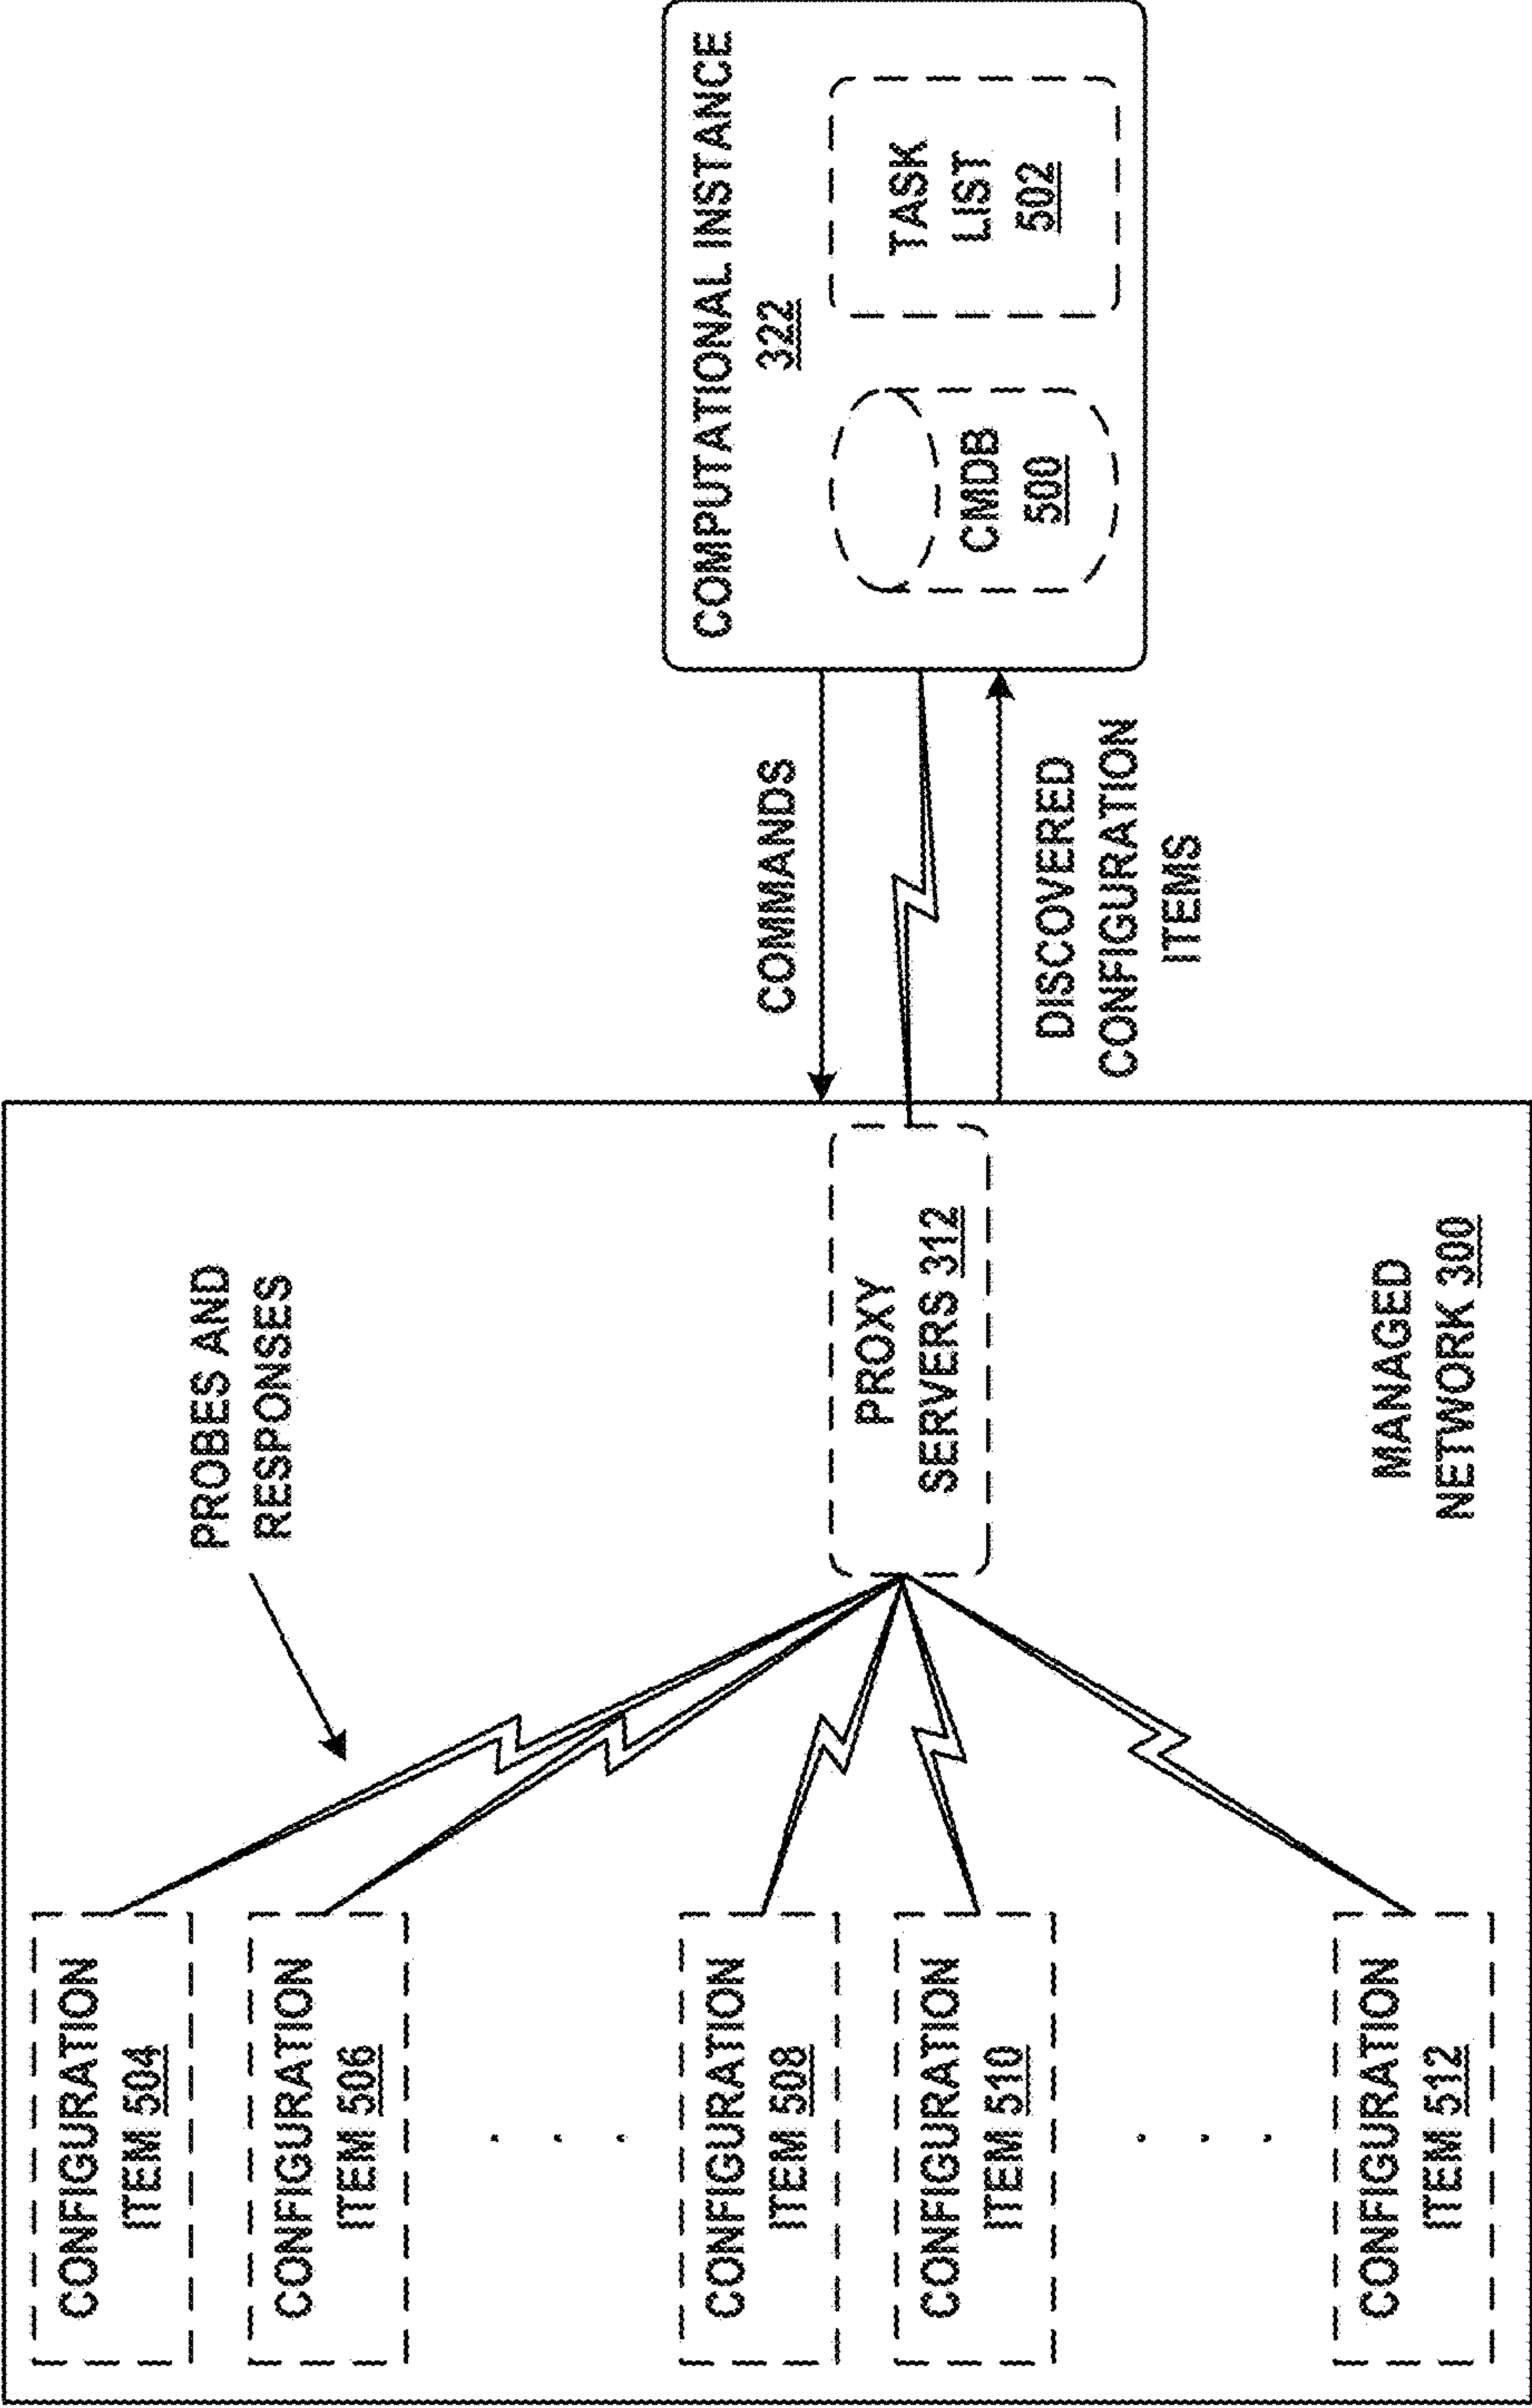 CONFIGURATION
ITEM 504
CONFIGURATION
ITEM 506
. . .
CONFIGURATION
ITEM 508
CONFIGURATION
ITEM 510
. . .
CONFIGURATION
ITEM 512
PROBES AND
RESPONSES
PROXY
SERVERS 312
MANAGED
NETWORK 300
COMMANDS
DISCOVERED
CONFIGURATION
ITEMS
COMPUTATIONAL INSTANCE
322
CMDB
500
TASK
LIST
502